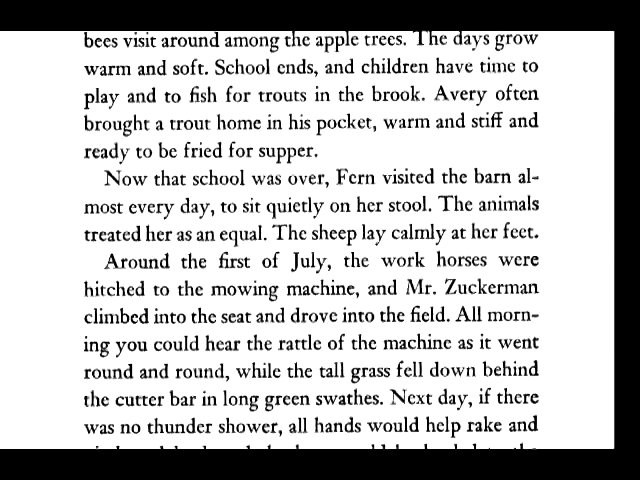 bees visit around among the apple trees. The days grow
warm and soft. School ends, and children have time to
play and to fish for trouts in the brook. Avery often
brought a trout home in his pocket, warm and stiff and
ready to be fried for supper.
Now that school was over, Fern visited the barn al-
most every day, to sit quietly on her stool. The animals
treated her as an equal. The sheep lay calmly at her feet.
Around the first of July, the work horses were
hitched to the mowing machine, and Mr. Zuckerman
climbed into the seat and drove into the field. All morn-
ing you could hear the rattle of the machine as it went
round and round, while the tall grass fell down behind
the cutter bar in long green swathes. Next day, if there
was no thunder shower, all hands would help rake and